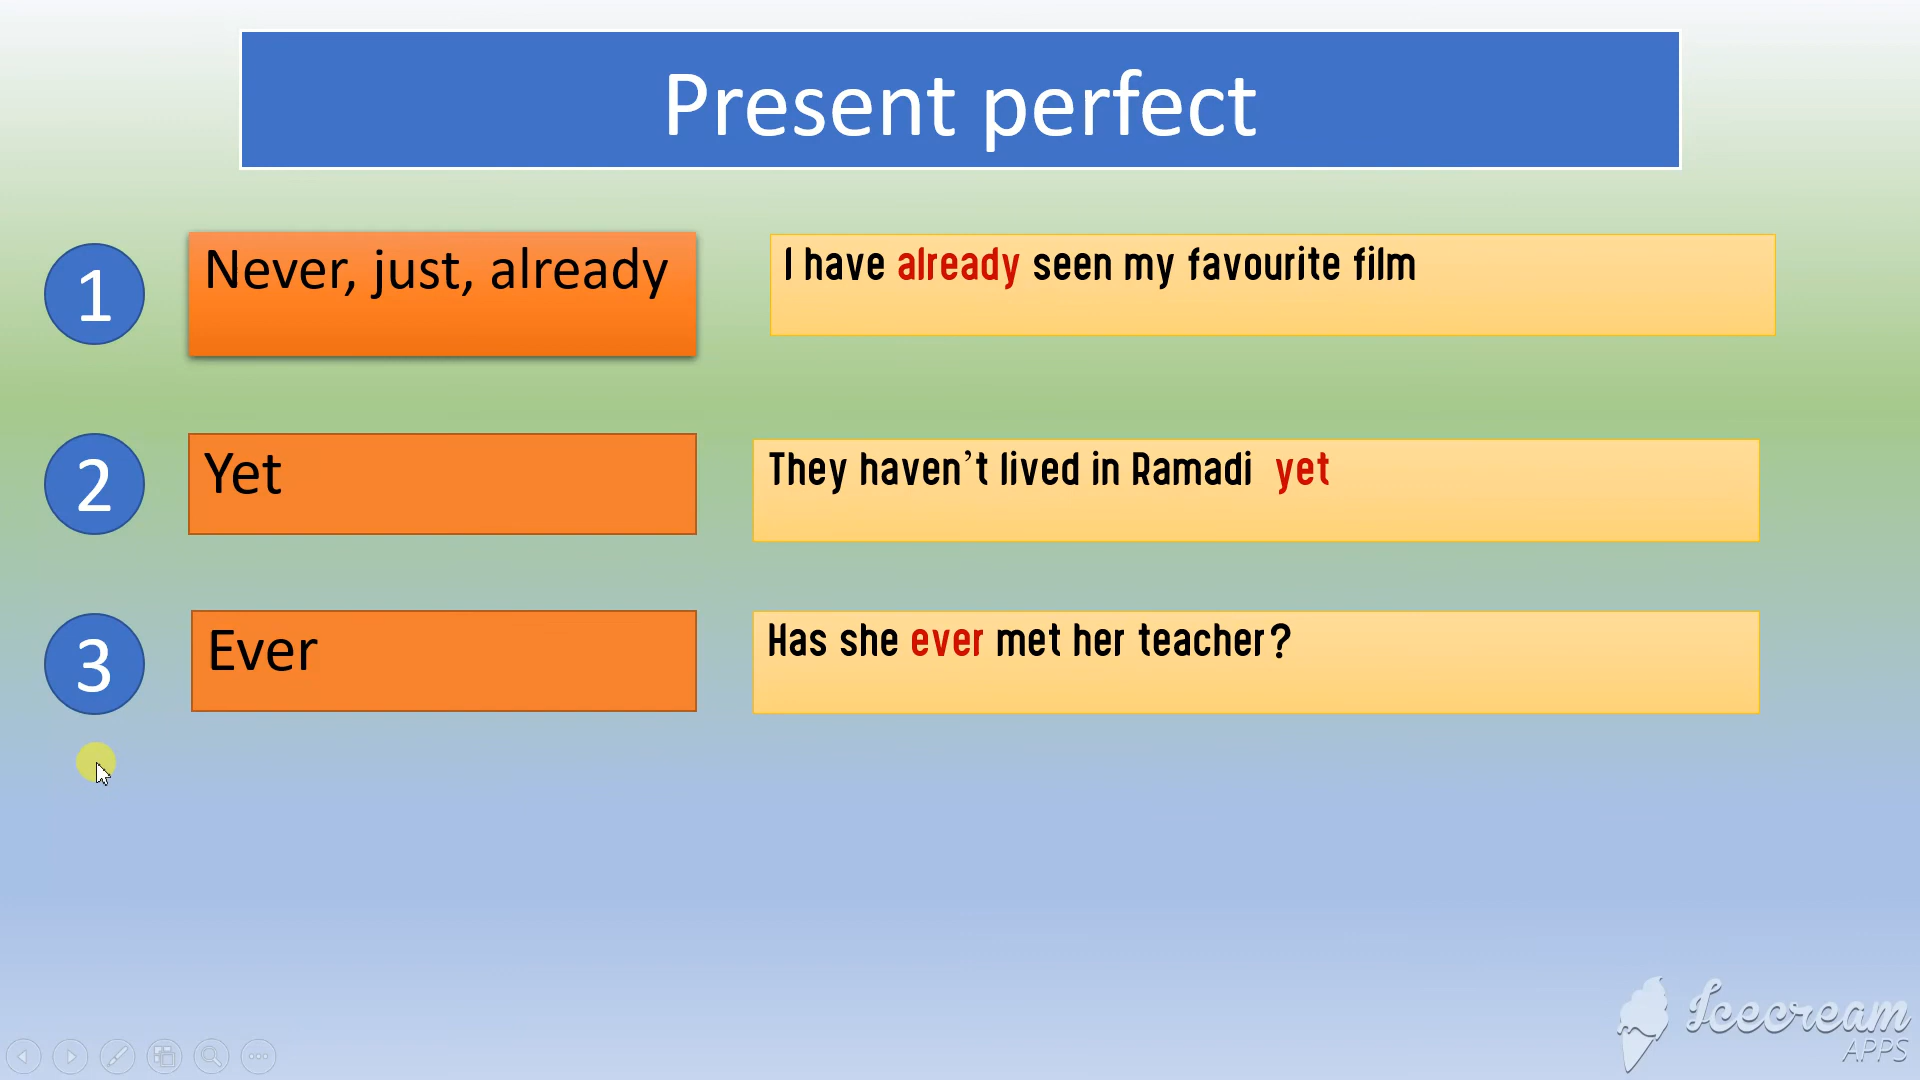 Present perfect
1
Never, just, already
I have already seen my favourite film
2
Yet
They haven't lived in Ramadi yet
3
Ever
Has she ever met her teacher?
Icecream
APPS